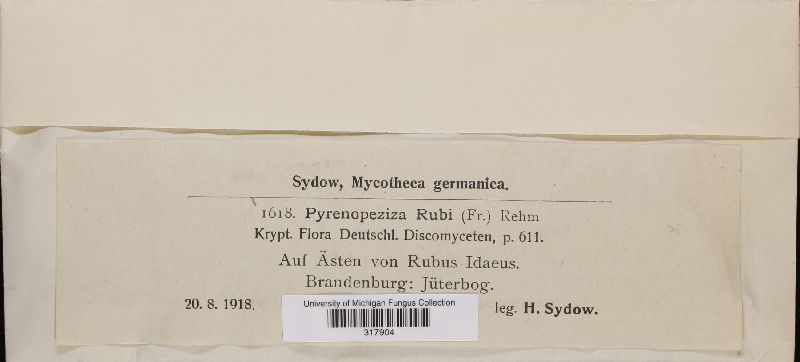 Sydow, Mycotheca germanica.
1618. Pyrenopeziza Rubi (Fr.) Rehm
Krypt. Flora Deutschl. Discomyceten, p. 611.
Auf Ästen von Rubus Idaeus.
Brandenburg: Jüterbog.
20. 8. 1918. leg. H. Sydow.
University of Michigan Fungus Collection
317904